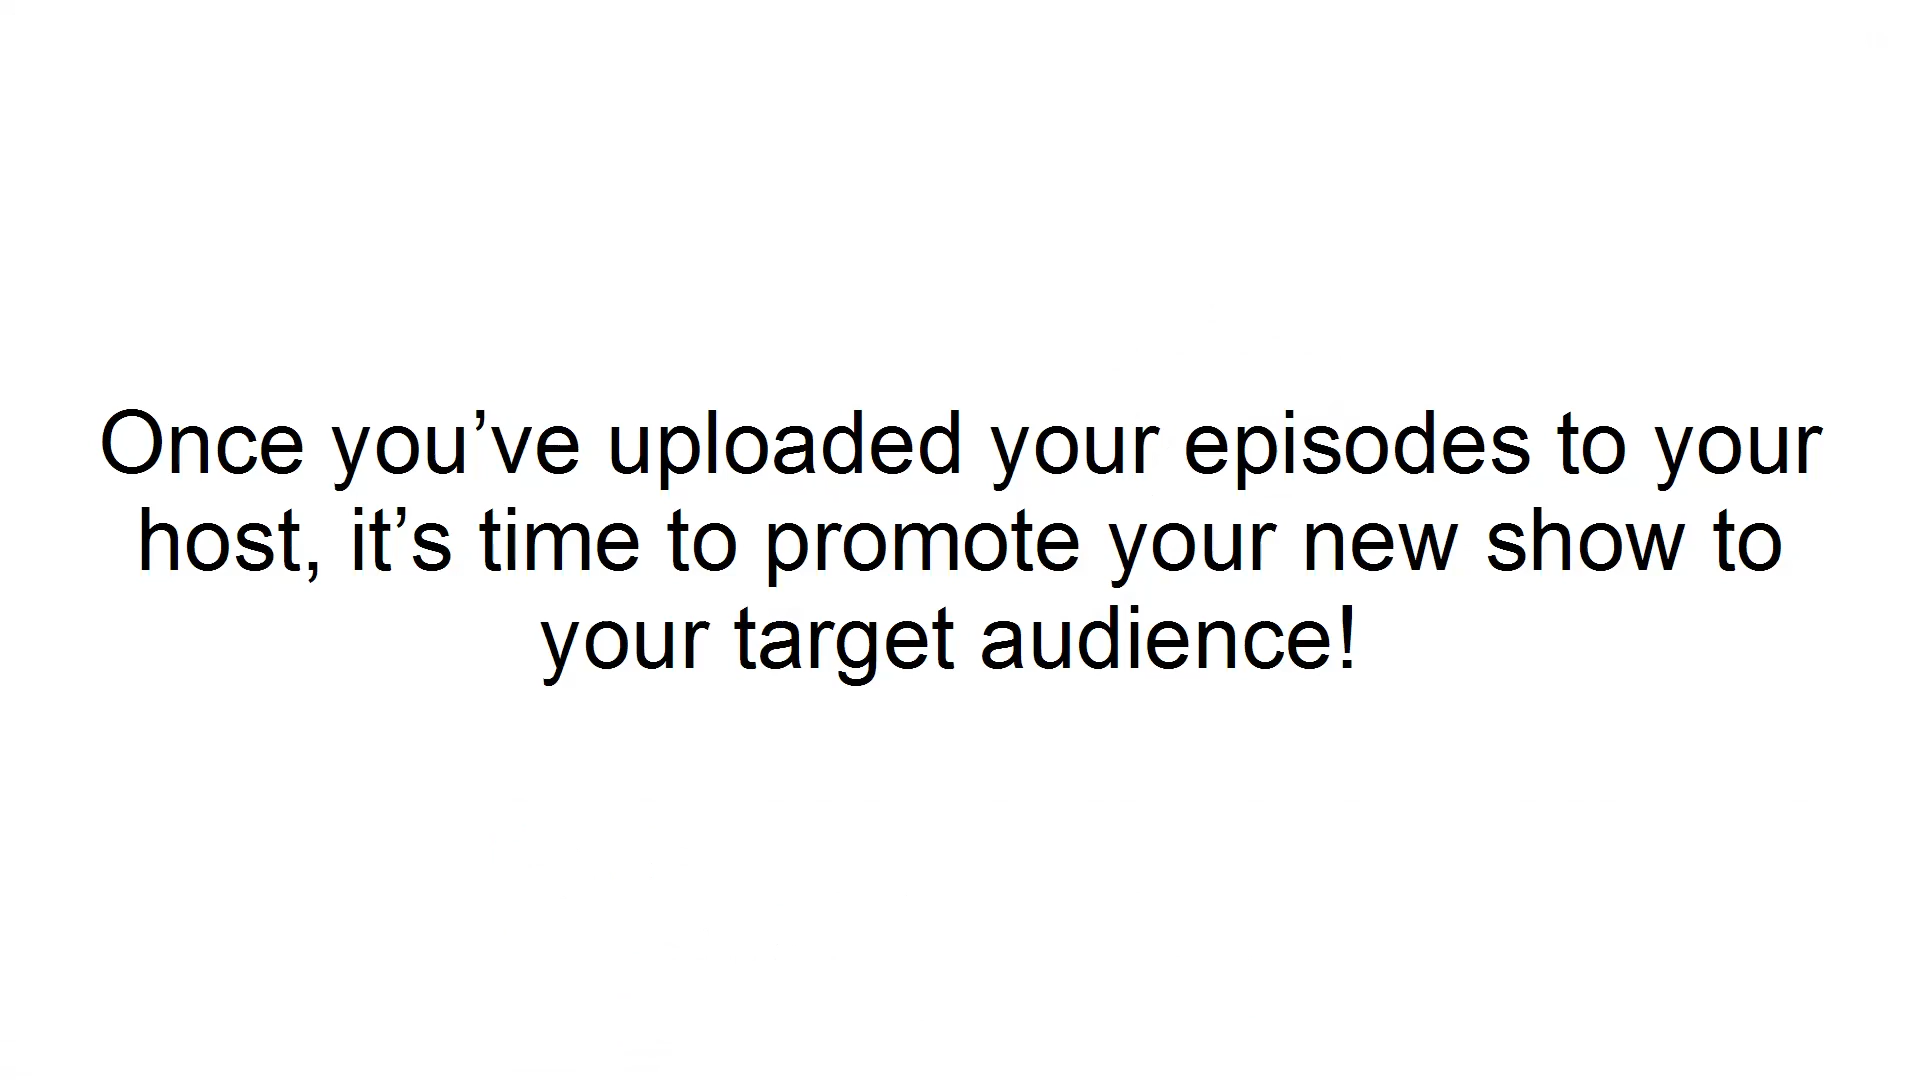 Once you’ve uploaded your episodes to your
host, it’s time to promote your new show to
your target audience!